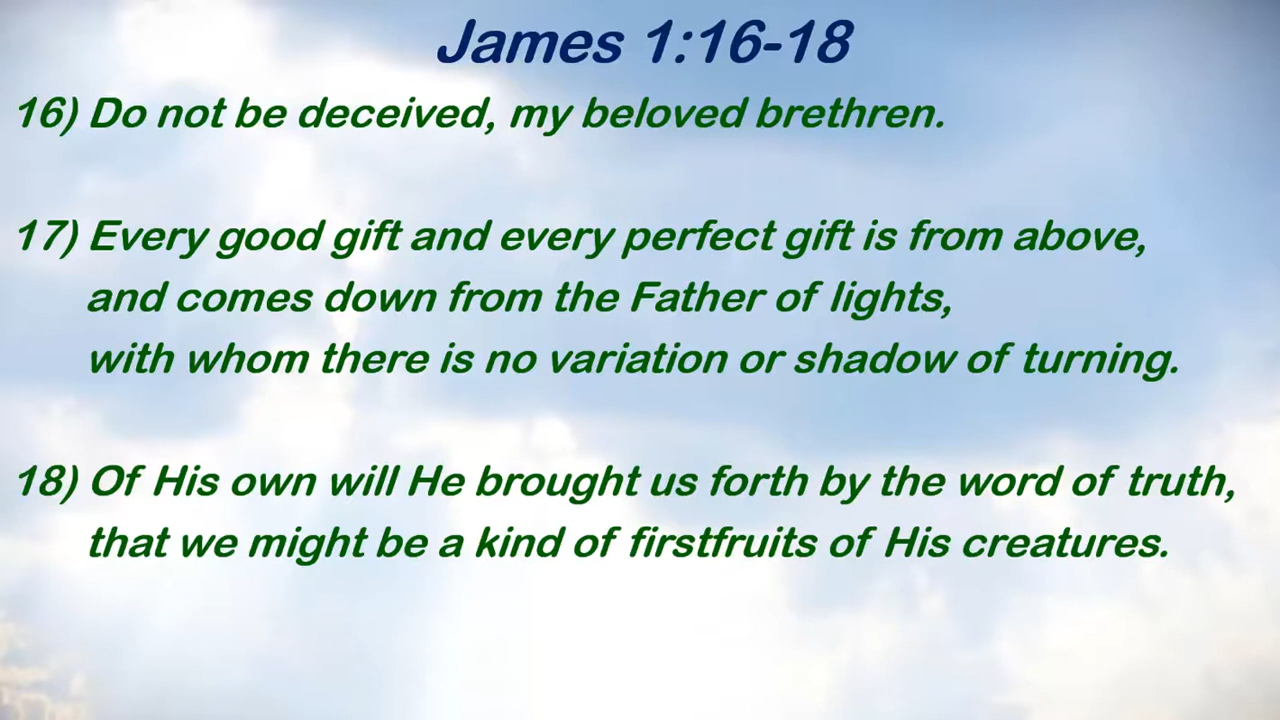 James 1:16-18
16) Do not be deceived, my beloved brethren.
17) Every good gift and every perfect gift is from above,
and comes down from the Father of lights,
with whom there is no variation or shadow of turning.
18) Of His own will He brought us forth by the word of truth,
that we might be a kind of firstfruits of His creatures.